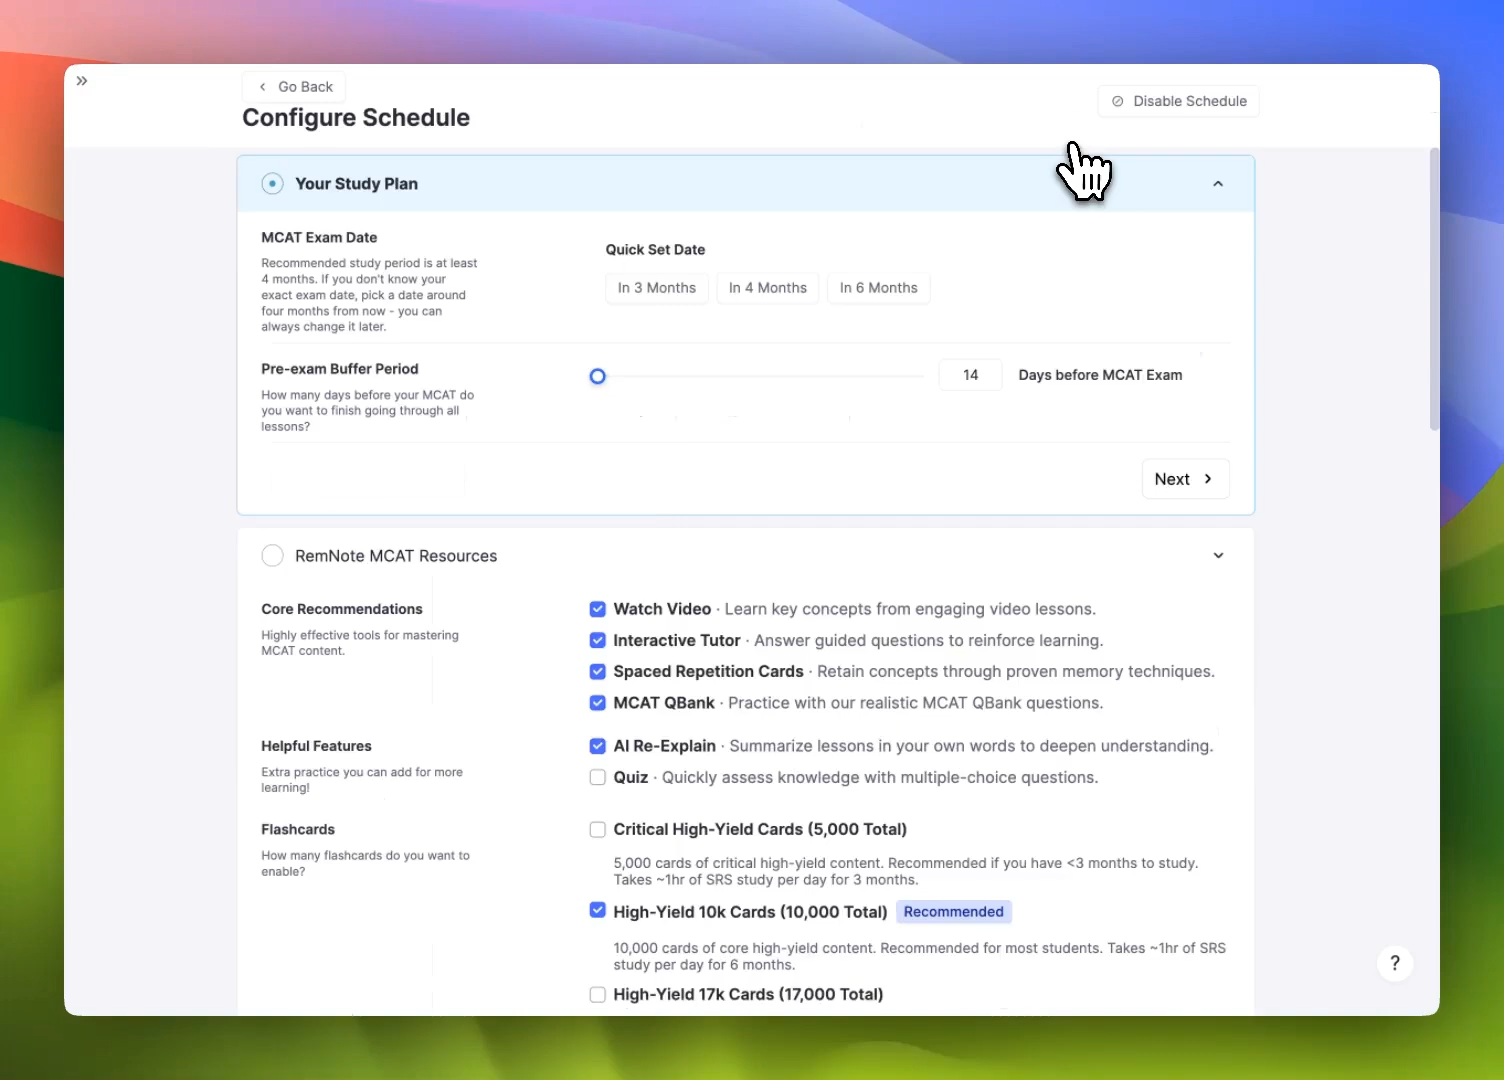 Go Back
Configure Schedule
Disable Schedule
Your Study Plan
MCAT Exam Date
Recommended study period is at least
4 months. If you don't know your
exact exam date, pick a date around
four months from now - you can
always change it later.
Quick Set Date
In 3 Months
In 4 Months
In 6 Months
Pre-exam Buffer Period
How many days before your MCAT do
you want to finish going through all
lessons?
14
Days before MCAT Exam
Next
RemNote MCAT Resources
Core Recommendations
Highly effective tools for mastering
MCAT content.
Watch Video · Learn key concepts from engaging video lessons.
Interactive Tutor · Answer guided questions to reinforce learning.
Spaced Repetition Cards · Retain concepts through proven memory techniques.
MCAT QBank · Practice with our realistic MCAT QBank questions.
Helpful Features
Extra practice you can add for more
learning!
AI Re-Explain · Summarize lessons in your own words to deepen understanding.
Quiz · Quickly assess knowledge with multiple-choice questions.
Flashcards
How many flashcards do you want to
enable?
Critical High-Yield Cards (5,000 Total)
5,000 cards of critical high-yield content. Recommended if you have <3 months to study.
Takes ~1hr of SRS study per day for 3 months.
High-Yield 10k Cards (10,000 Total) Recommended
10,000 cards of core high-yield content. Recommended for most students. Takes ~1hr of SRS
study per day for 6 months.
High-Yield 17k Cards (17,000 Total)
?